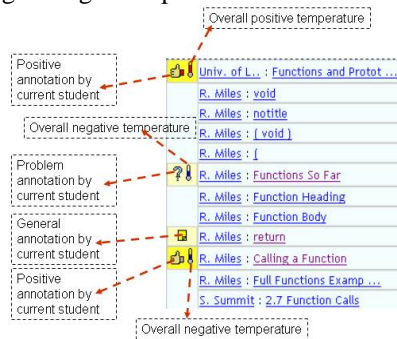 Overall positive temperature
Positive
annotation by
current student
Univ. of L.. : Functions and Protot ...
R. Miles : void
R. Miles : notitle
Overall negative temperature
R. Miles : ( void )
R. Miles : (
Problem
annotation by
current student
R. Miles : Functions So Far
R. Miles : Function Heading
R. Miles : Function Body
General
annotation by
current student
R. Miles : return
Positive
annotation by
current student
R. Miles : Calling a Function
R. Miles : Full Functions Examp ...
S. Summit : 2.7 Function Calls
Overall negative temperature